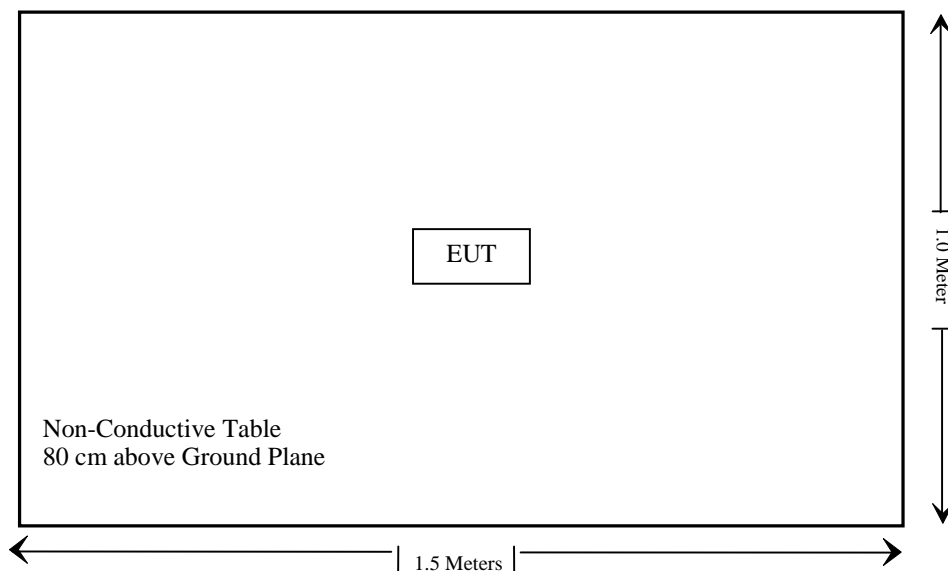 EUT
1.0 Meter
Non-Conductive Table
80 cm above Ground Plane
1.5 Meters